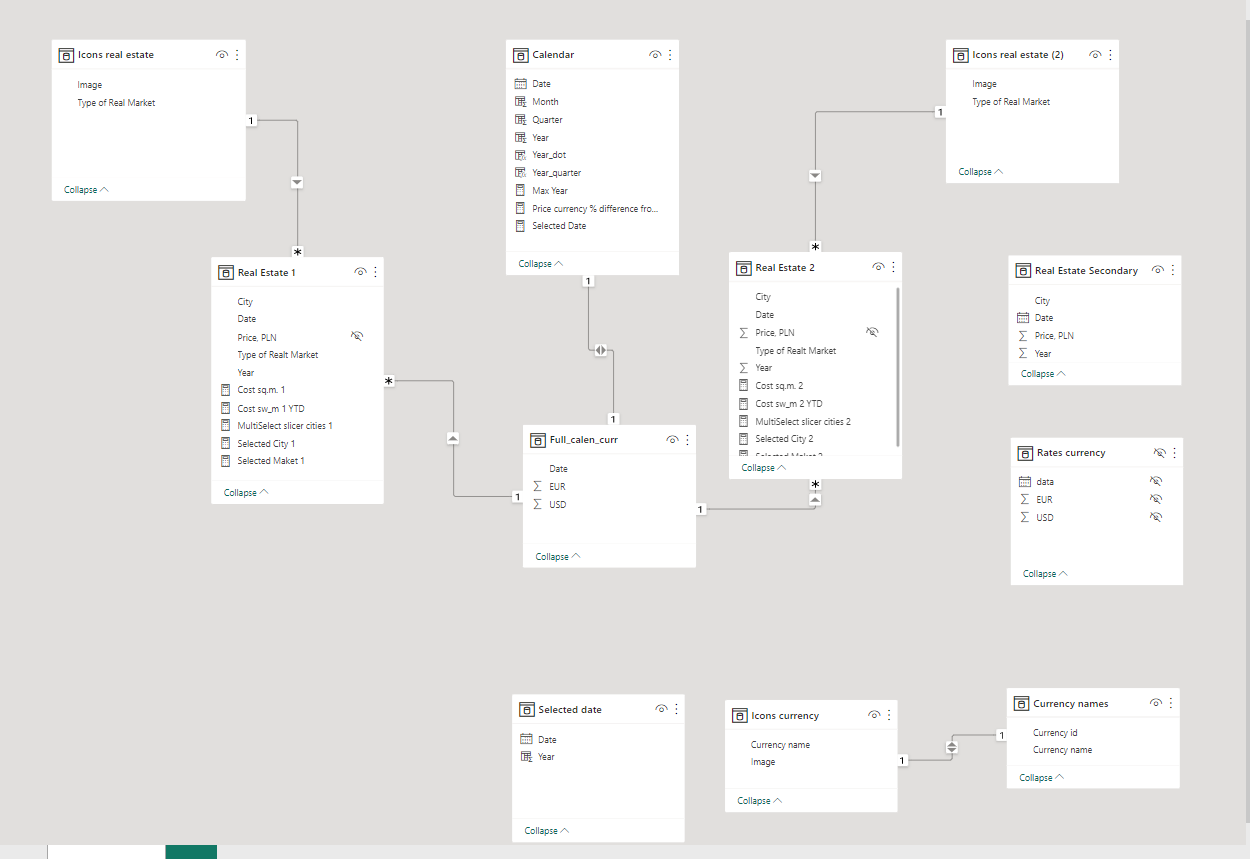 Icons real estate
Image
Type of Real Market
Collapse
1
*
Calendar
Date
Month
Quarter
Year
Year_dot
Year_quarter
Max Year
Price currency % difference fro...
Selected Date
Collapse
1
1
Icons real estate (2)
Image
Type of Real Market
Collapse
1
*
Real Estate 1
City
Date
Price, PLN
Type of Realt Market
Year
Cost sq.m. 1
Cost sw_m 1 YTD
MultiSelect slicer cities 1
Selected City 1
Selected Maket 1
Collapse
*
1
Full_calen_curr
Date
EUR
USD
Collapse
1
*
Real Estate 2
City
Date
Price, PLN
Type of Realt Market
Year
Cost sq.m. 2
Cost sw_m 2 YTD
MultiSelect slicer cities 2
Selected City 2
Selected Maket 2
Collapse
Real Estate Secondary
City
Date
Price, PLN
Year
Collapse
Rates currency
data
EUR
USD
Collapse
Selected date
Date
Year
Collapse
Icons currency
Currency name
Image
Collapse
1
1
Currency names
Currency id
Currency name
Collapse